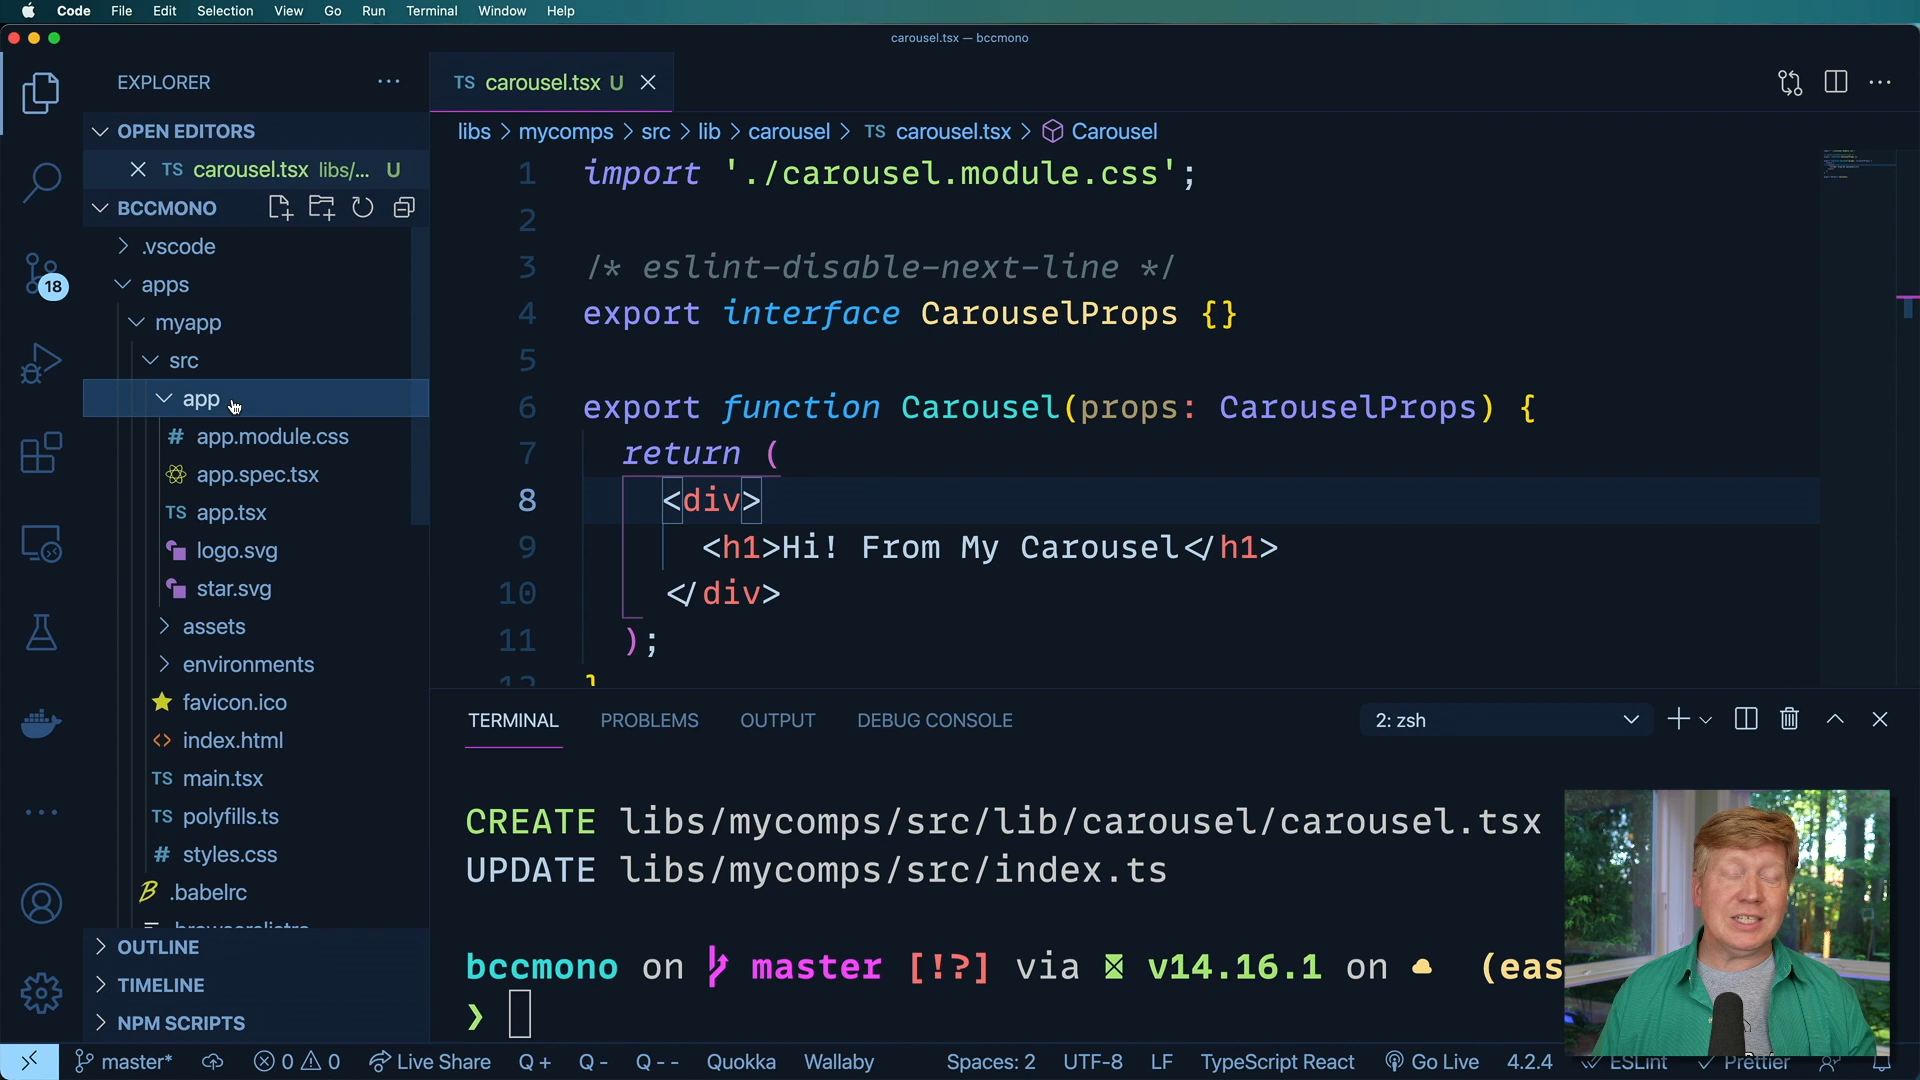 Code File Edit Selection View Go Run Terminal Window Help
carousel.tsx — bccmono
EXPLORER
OPEN EDITORS
TS carousel.tsx libs/... U
BCCMONO
.vscode
apps
myapp
src
app
# app.module.css
app.spec.tsx
TS app.tsx
logo.svg
star.svg
assets
environments
favicon.ico
<> index.html
TS main.tsx
TS polyfills.ts
# styles.css
.babelrc
OUTLINE
TIMELINE
NPM SCRIPTS
18
TS carousel.tsx U
libs > mycomps > src > lib > carousel > TS carousel.tsx > Carousel
1 import './carousel.module.css';
2
3 /* eslint-disable-next-line */
4 export interface CarouselProps {}
5
6 export function Carousel(props: CarouselProps) {
7 return (
8 <div>
9 <h1>Hi! From My Carousel</h1>
10 </div>
11 );
12 }
TERMINAL PROBLEMS OUTPUT DEBUG CONSOLE 2: zsh
CREATE libs/mycomps/src/lib/carousel/carousel.tsx
UPDATE libs/mycomps/src/index.ts
bccmono on master [!?] via v14.16.1 on (eas
❯
master* 0 0 Live Share Q + Q - Q -- Quokka Wallaby Spaces: 2 UTF-8 LF TypeScript React Go Live 4.2.4 ESLint Prettier